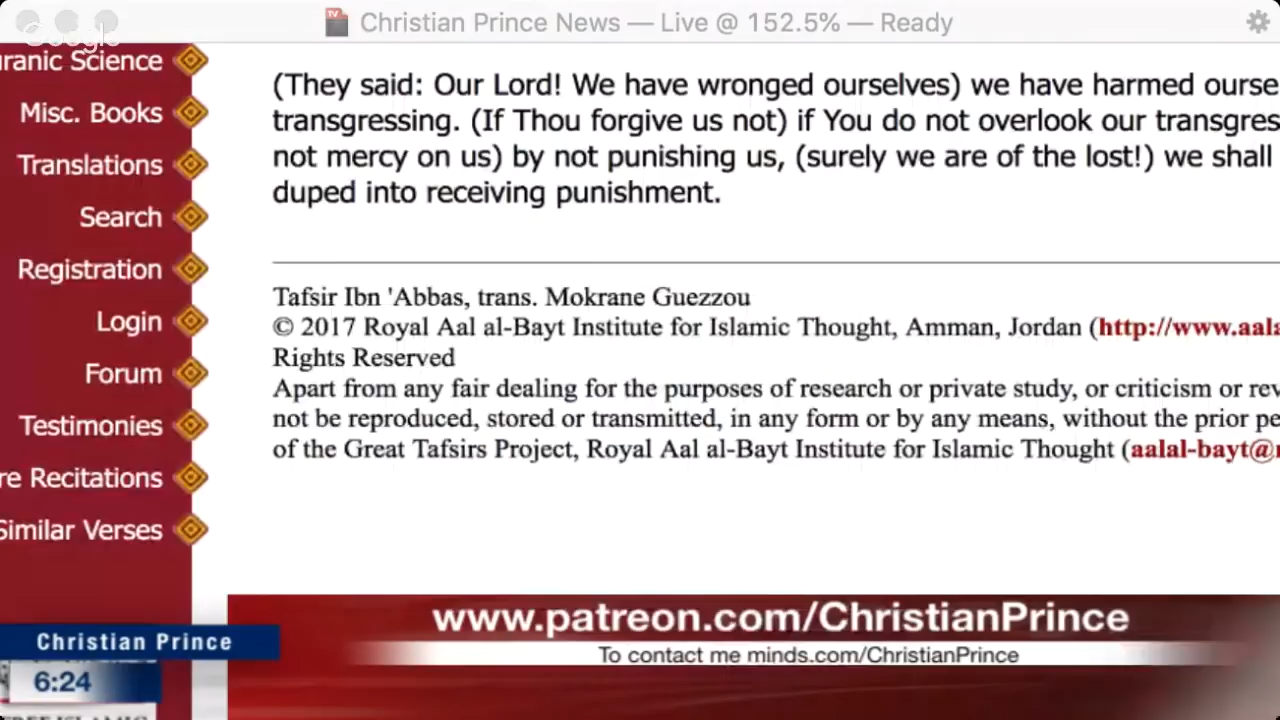 Christian Prince News — Live @ 152.5% — Ready
Google
ranic Science
Misc. Books
Translations
Search
Registration
Login
Forum
Testimonies
re Recitations
Similar Verses
(They said: Our Lord! We have wronged ourselves) we have harmed ourse
transgressing. (If Thou forgive us not) if You do not overlook our transgres
not mercy on us) by not punishing us, (surely we are of the lost!) we shall
duped into receiving punishment.
Tafsir Ibn 'Abbas, trans. Mokrane Guezzou
© 2017 Royal Aal al-Bayt Institute for Islamic Thought, Amman, Jordan (http://www.aala
Rights Reserved
Apart from any fair dealing for the purposes of research or private study, or criticism or rev
not be reproduced, stored or transmitted, in any form or by any means, without the prior pe
of the Great Tafsirs Project, Royal Aal al-Bayt Institute for Islamic Thought (aalal-bayt@
www.patreon.com/ChristianPrince
To contact me minds.com/ChristianPrince
Christian Prince
6:24